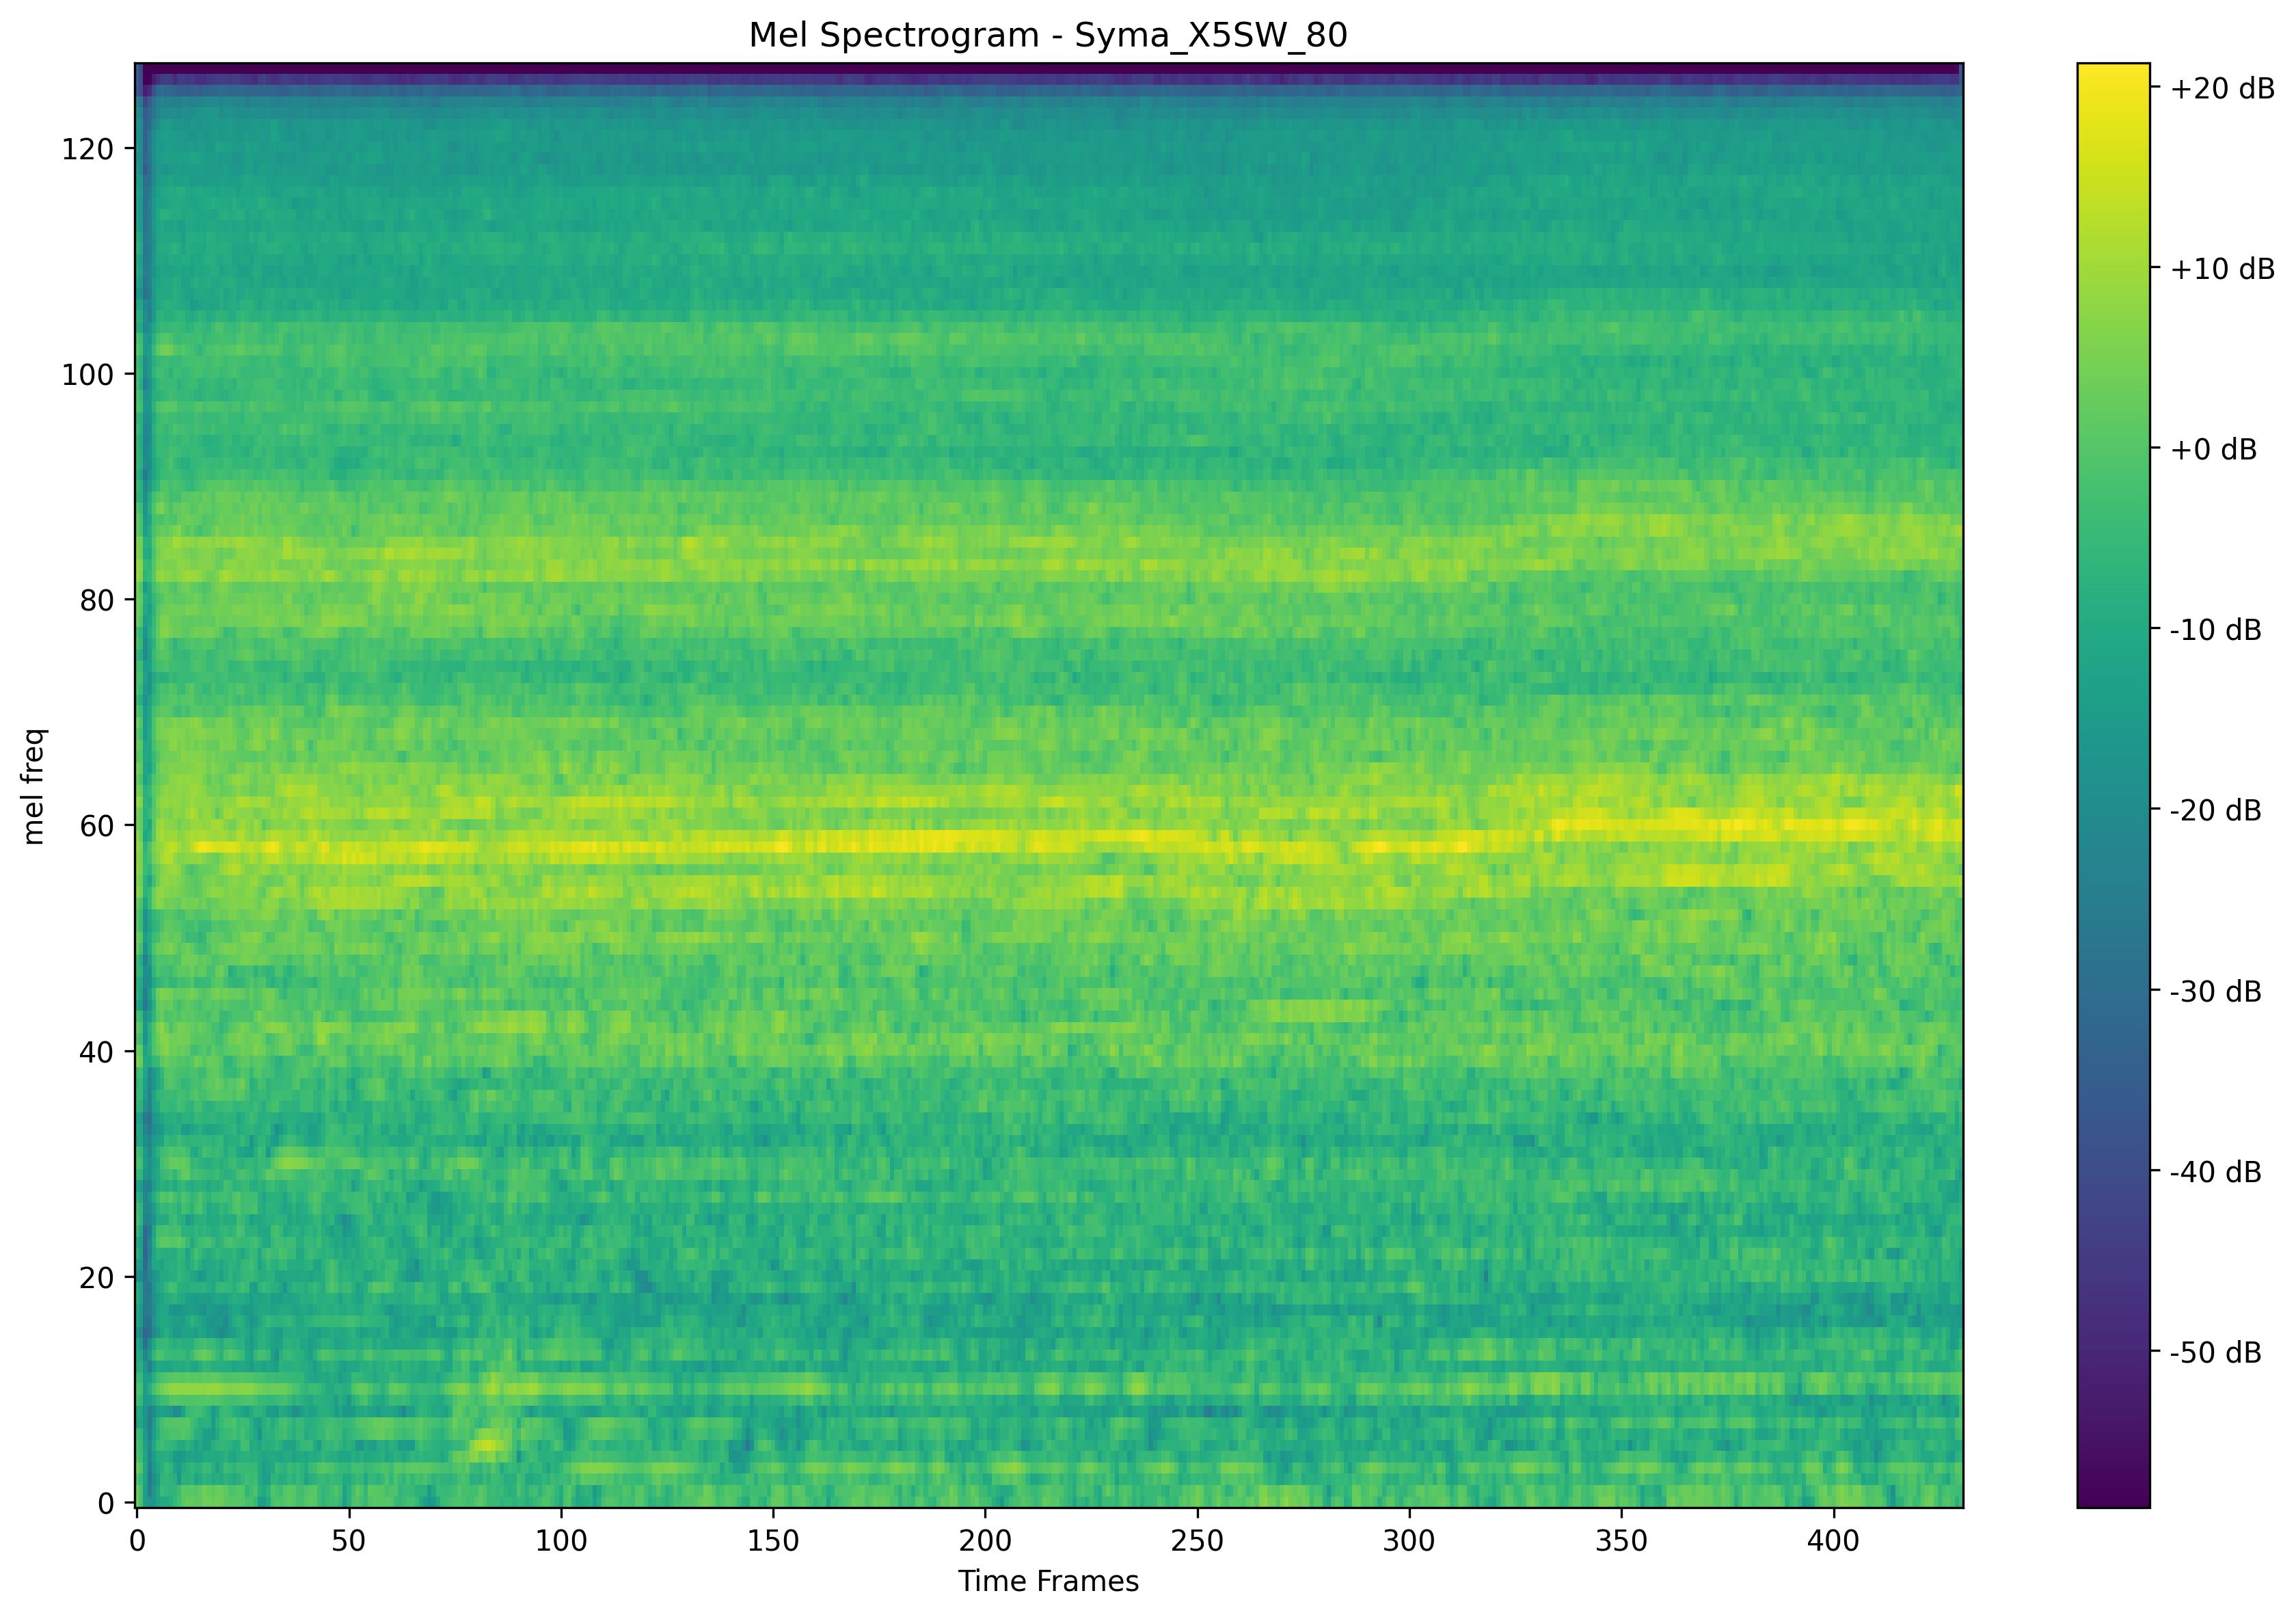 Mel Spectrogram - Syma_X5SW_80
mel freq
120
100
80
60
40
20
0
0 50 100 150 200 250 300 350 400
Time Frames
+20 dB
+10 dB
+0 dB
-10 dB
-20 dB
-30 dB
-40 dB
-50 dB